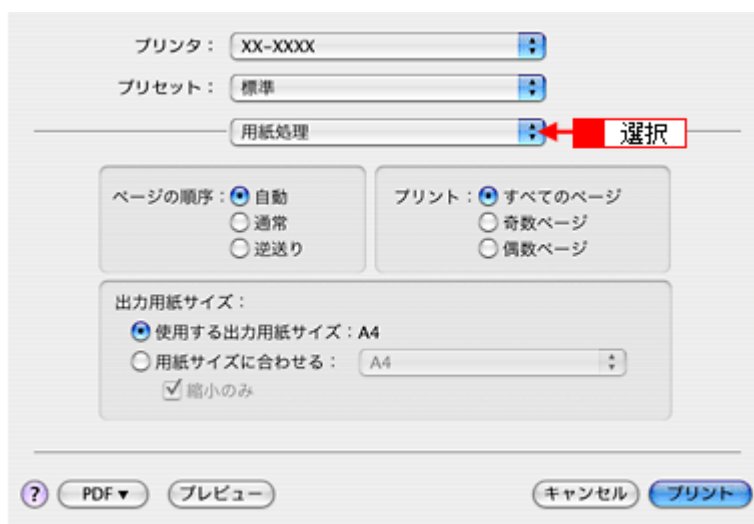 プリンタ： XX-XXXX
プリセット： 標準
用紙処理 選択
ページの順序： 自動 プリント： すべてのページ
通常 奇数ページ
逆送り 偶数ページ
出力用紙サイズ：
使用する出力用紙サイズ：A4
用紙サイズに合わせる： A4
縮小のみ
? PDF▼ プレビュー キャンセル プリント